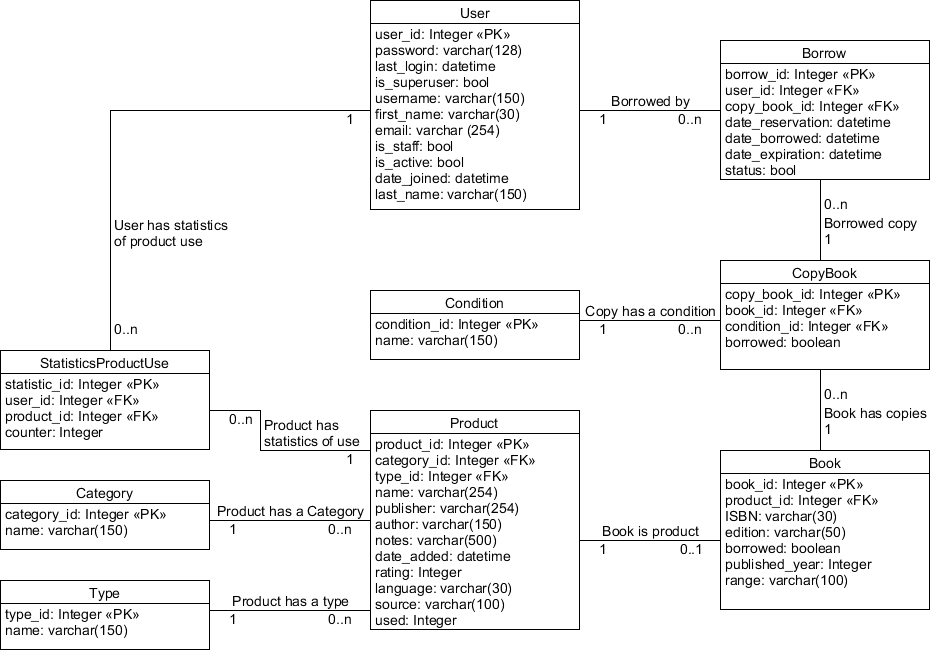 User
user_id: Integer «PK»
password: varchar(128)
last_login: datetime
is_superuser: bool
username: varchar(150)
first_name: varchar(30)
email: varchar (254)
is_staff: bool
is_active: bool
date_joined: datetime
last_name: varchar(150)
Borrowed by
1
0..n
Borrow
borrow_id: Integer «PK»
user_id: Integer «FK»
copy_book_id: Integer «FK»
date_reservation: datetime
date_borrowed: datetime
date_expiration: datetime
status: bool
1
User has statistics
of product use
0..n
0..n
Borrowed copy
1
Condition
condition_id: Integer «PK»
name: varchar(150)
Copy has a condition
1
0..n
CopyBook
copy_book_id: Integer «PK»
book_id: Integer «FK»
condition_id: Integer «FK»
borrowed: boolean
StatisticsProductUse
statistic_id: Integer «PK»
user_id: Integer «FK»
product_id: Integer «FK»
counter: Integer
0..n
Product has
statistics of use
1
0..n
Book has copies
1
Product
product_id: Integer «PK»
category_id: Integer «FK»
type_id: Integer «FK»
name: varchar(254)
publisher: varchar(254)
author: varchar(150)
notes: varchar(500)
date_added: datetime
rating: Integer
language: varchar(30)
source: varchar(100)
used: Integer
Book is product
1
0..1
Book
book_id: Integer «PK»
product_id: Integer «FK»
ISBN: varchar(30)
edition: varchar(50)
borrowed: boolean
published_year: Integer
range: varchar(100)
Category
category_id: Integer «PK»
name: varchar(150)
Product has a Category
1
0..n
Type
type_id: Integer «PK»
name: varchar(150)
Product has a type
1
0..n